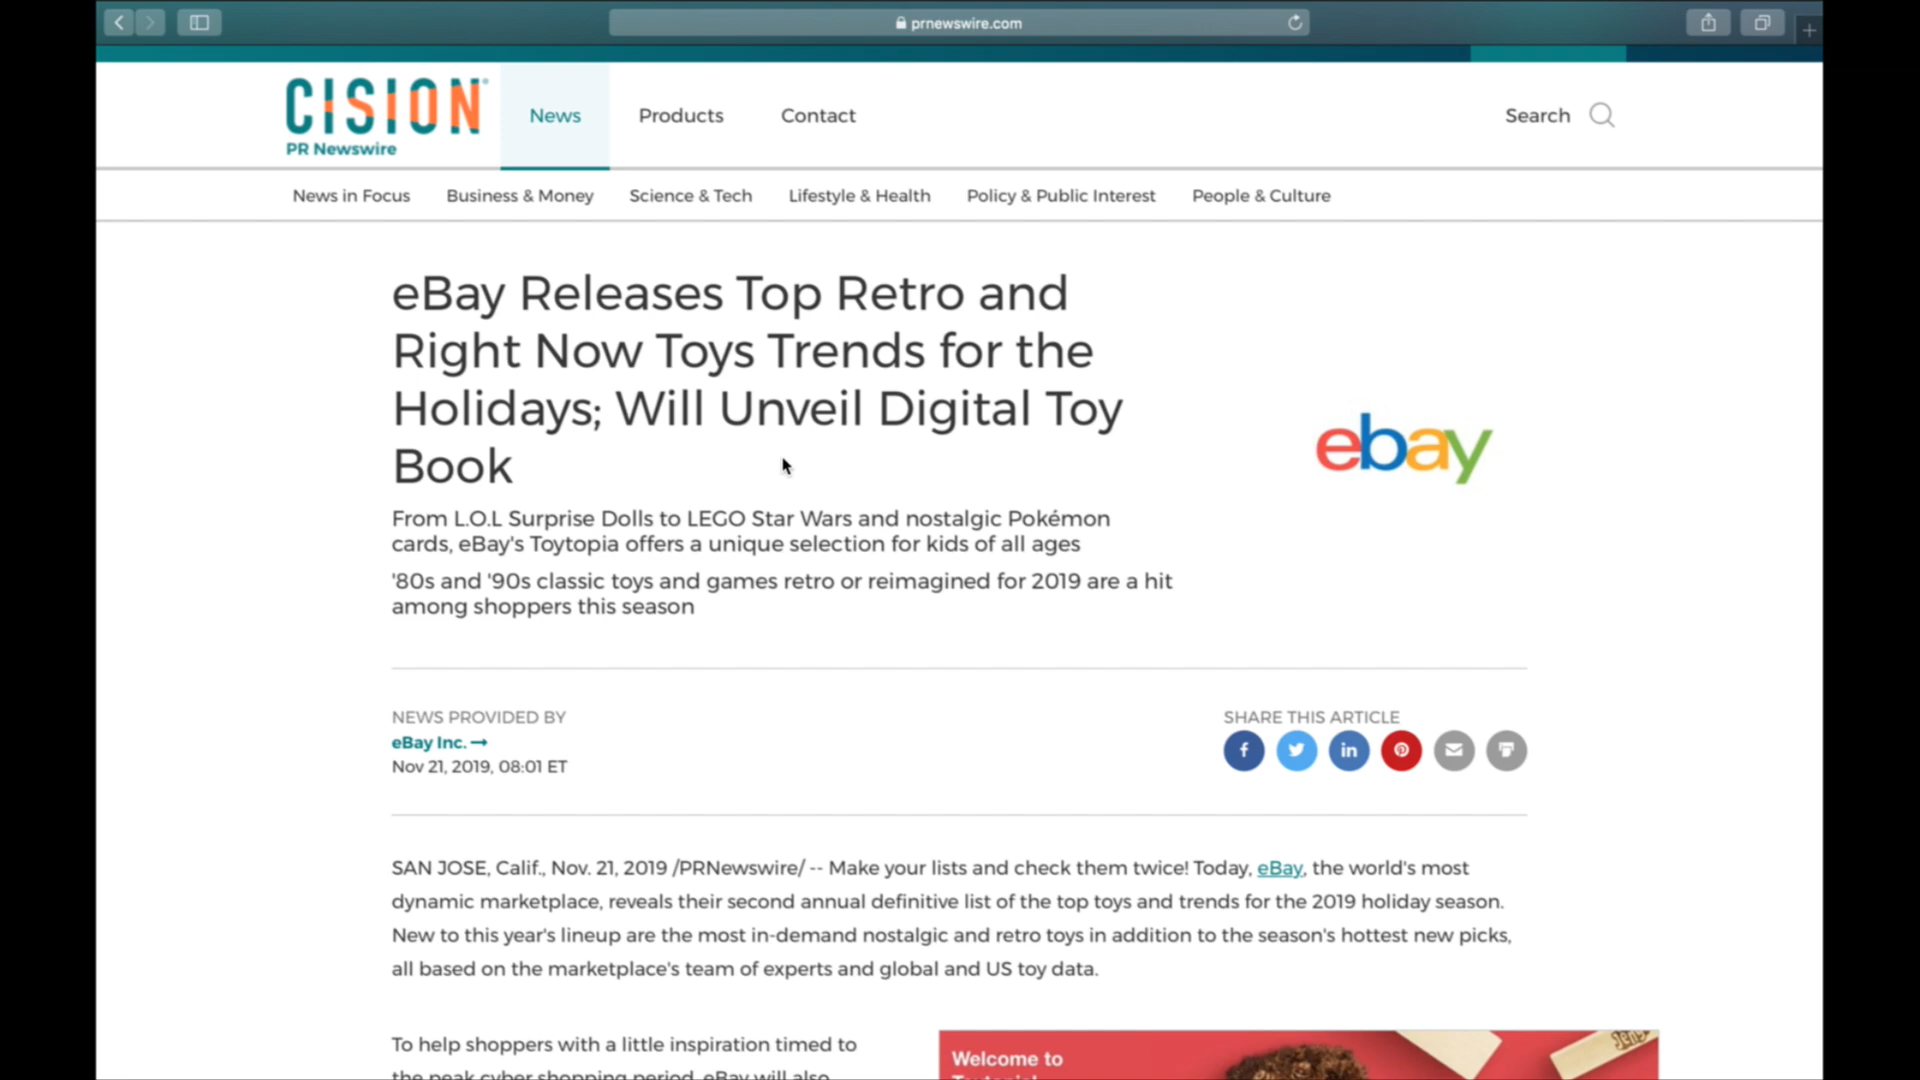 prnewswire.com
CISION
PR Newswire
News
Products
Contact
Search
News in Focus
Business & Money
Science & Tech
Lifestyle & Health
Policy & Public Interest
People & Culture
eBay Releases Top Retro and
Right Now Toys Trends for the
Holidays; Will Unveil Digital Toy
Book
ebay
From L.O.L Surprise Dolls to LEGO Star Wars and nostalgic Pokémon
cards, eBay's Toytopia offers a unique selection for kids of all ages
'80s and '90s classic toys and games retro or reimagined for 2019 are a hit
among shoppers this season
NEWS PROVIDED BY
eBay Inc.
Nov 21, 2019, 08:01 ET
SHARE THIS ARTICLE
SAN JOSE, Calif., Nov. 21, 2019 /PRNewswire/ -- Make your lists and check them twice! Today, eBay, the world's most
dynamic marketplace, reveals their second annual definitive list of the top toys and trends for the 2019 holiday season.
New to this year's lineup are the most in-demand nostalgic and retro toys in addition to the season's hottest new picks,
all based on the marketplace's team of experts and global and US toy data.
To help shoppers with a little inspiration timed to
the peak cyber shopping period, eBay will also
Welcome to